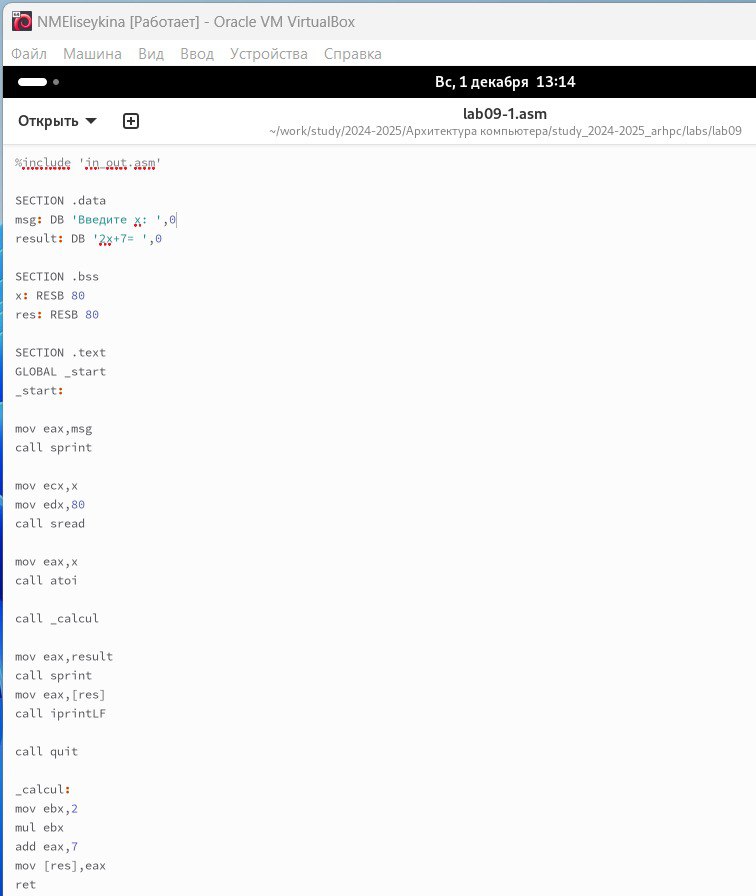 NMEliseykina [Работает] - Oracle VM VirtualBox
Файл Машина Вид Ввод Устройства Справка
Вс, 1 декабря 13:14
Открыть
lab09-1.asm
~/work/study/2024-2025/Архитектура компьютера/study_2024-2025_arhpc/labs/lab09
%include 'in_out.asm'
SECTION .data
msg: DB 'Введите x: ',0
result: DB '2x+7= ',0
SECTION .bss
x: RESB 80
res: RESB 80
SECTION .text
GLOBAL _start
_start:
mov eax,msg
call sprint
mov ecx,x
mov edx,80
call sread
mov eax,x
call atoi
call _calcul
mov eax,result
call sprint
mov eax,[res]
call iprintLF
call quit
_calcul:
mov ebx,2
mul ebx
add eax,7
mov [res],eax
ret